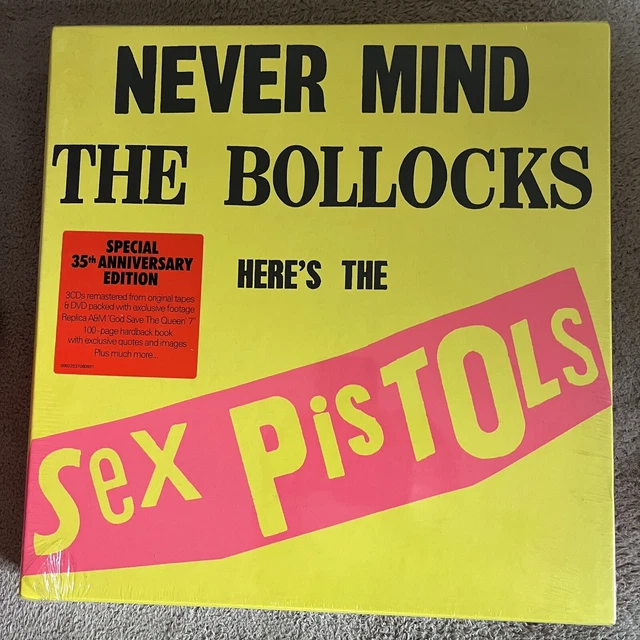 NEVER MIND
THE BOLLOCKS
HERE'S THE
SEX PiSTOLS
SPECIAL
35th ANNIVERSARY
EDITION
3CDs remastered from original tapes
& DVD packed with exclusive footage
Replica A&M 'God Save The Queen' 7"
100-page hardback book
with exclusive quotes and images
Plus much more...